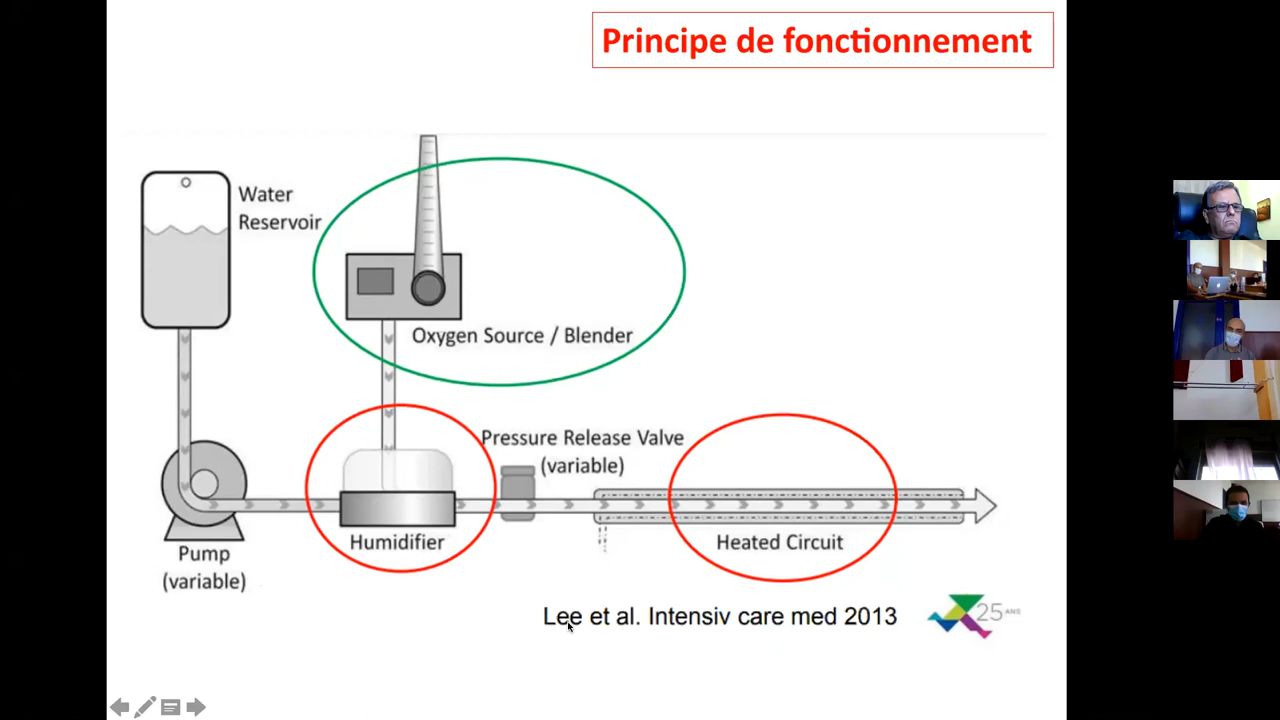 Principe de fonctionnement
Water
Reservoir
Oxygen Source / Blender
Pressure Release Valve
(variable)
Humidifier
Heated Circuit
Pump
(variable)
Lee et al. Intensiv care med 2013
25 ANS